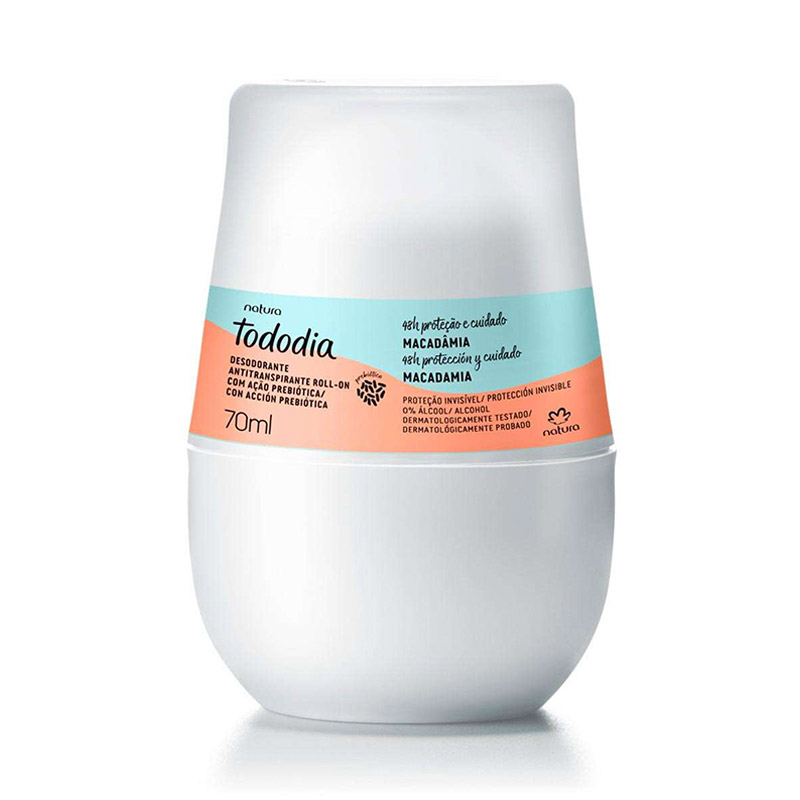 natura
Tododia
DESODORANTE
ANTITRANSPIRANTE ROLL-ON
COM AÇÃO PREBIÓTICA/
CON ACCIÓN PREBIÓTICA
70ml
prebiótico
48h proteção e cuidado
MACADÂMIA
48h protección y cuidado
MACADAMIA
PROTEÇÃO INVISÍVEL/ PROTECCIÓN INVISIBLE
0% ÁLCOOL/ ALCOHOL
DERMATOLOGICAMENTE TESTADO/
DERMATOLÓGICAMENTE PROBADO
natura